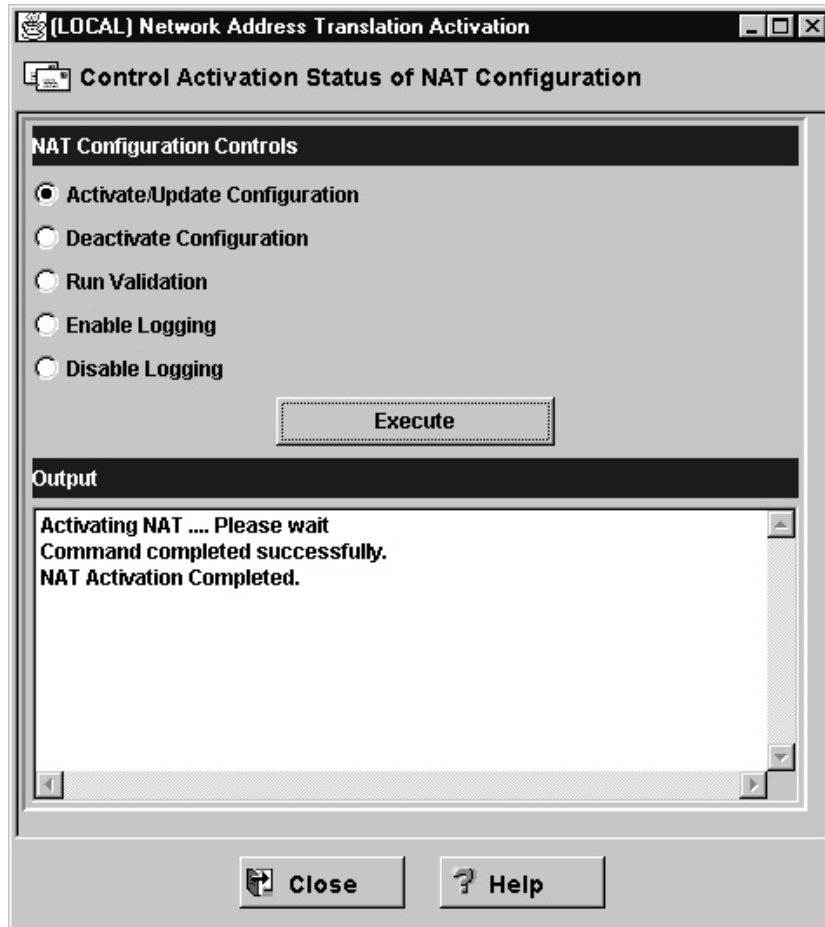 (LOCAL) Network Address Translation Activation
Control Activation Status of NAT Configuration
NAT Configuration Controls
Activate/Update Configuration
Deactivate Configuration
Run Validation
Enable Logging
Disable Logging
Execute
Output
Activating NAT .... Please wait
Command completed successfully.
NAT Activation Completed.
Close
? Help